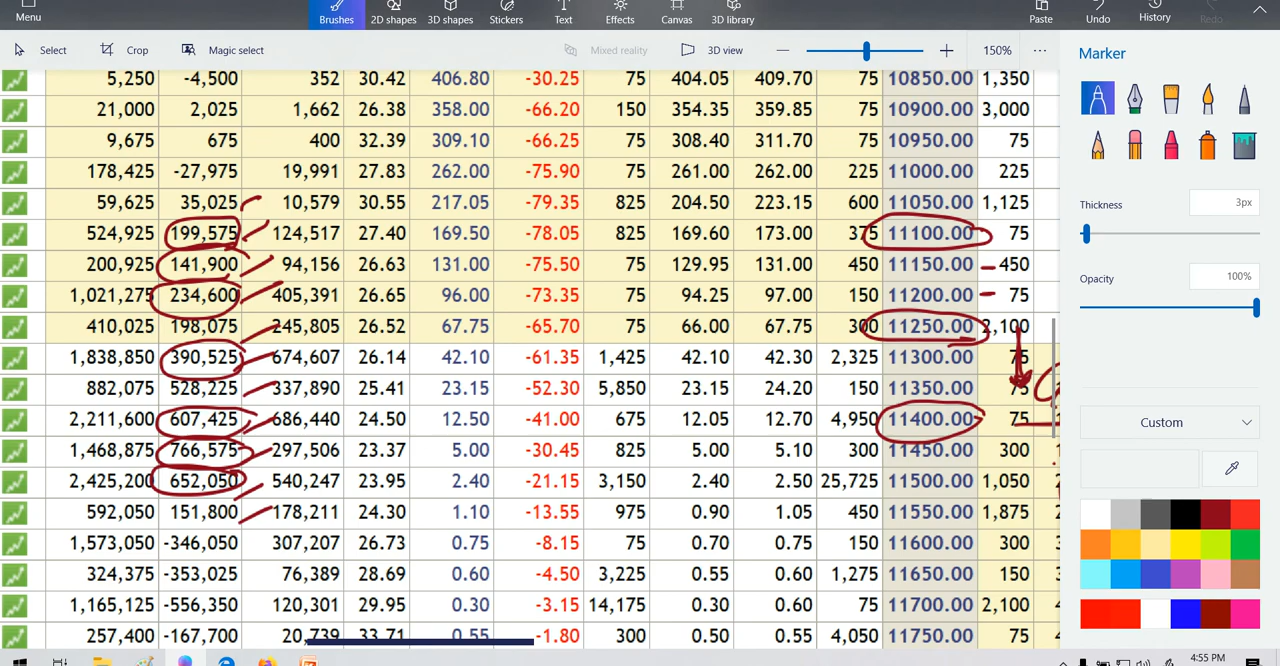 Menu
Brushes 2D shapes 3D shapes Stickers Text Effects Canvas 3D library Paste Undo History Redo
Select Crop Magic select Mixed reality 3D view 150%
Marker
Thickness 3px
Opacity 100%
Custom
5,250 -4,500 352 30.42 406.80 -30.25 75 404.05 409.70 75 10850.00 1,350
21,000 2,025 1,662 26.38 358.00 -66.20 150 354.35 359.85 75 10900.00 3,000
9,675 675 400 32.39 309.10 -66.25 75 308.40 311.70 75 10950.00 75
178,425 -27,975 19,991 27.83 262.00 -75.90 75 261.00 262.00 225 11000.00 225
59,625 35,025 10,579 30.55 217.05 -79.35 825 204.50 223.15 600 11050.00 1,125
524,925 199,575 124,517 27.40 169.50 -78.05 825 169.60 173.00 375 11100.00 75
200,925 141,900 94,156 26.63 131.00 -75.50 75 129.95 131.00 450 11150.00 450
1,021,275 234,600 405,391 26.65 96.00 -73.35 75 94.25 97.00 150 11200.00 75
410,025 198,075 245,805 26.52 67.75 -65.70 75 66.00 67.75 300 11250.00 2,100
1,838,850 390,525 674,607 26.14 42.10 -61.35 1,425 42.10 42.30 2,325 11300.00 75
882,075 528,225 337,890 25.41 23.15 -52.30 5,850 23.15 24.20 150 11350.00 75
2,211,600 607,425 686,440 24.50 12.50 -41.00 675 12.05 12.70 4,950 11400.00 75
1,468,875 766,575 297,506 23.37 5.00 -30.45 825 5.00 5.10 300 11450.00 300
2,425,200 652,050 540,247 23.95 2.40 -21.15 3,150 2.40 2.50 25,725 11500.00 1,050
592,050 151,800 178,211 24.30 1.10 -13.55 975 0.90 1.05 450 11550.00 1,875
1,573,050 -346,050 307,207 26.73 0.75 -8.15 75 0.70 0.75 150 11600.00 300
324,375 -353,025 76,389 28.69 0.60 -4.50 3,225 0.55 0.60 1,275 11650.00 150
1,165,125 -556,350 120,301 29.95 0.30 -3.15 14,175 0.30 0.60 75 11700.00 2,100
257,400 -167,700 20,739 33.71 0.55 -1.80 300 0.50 0.55 4,050 11750.00 75
4:55 PM